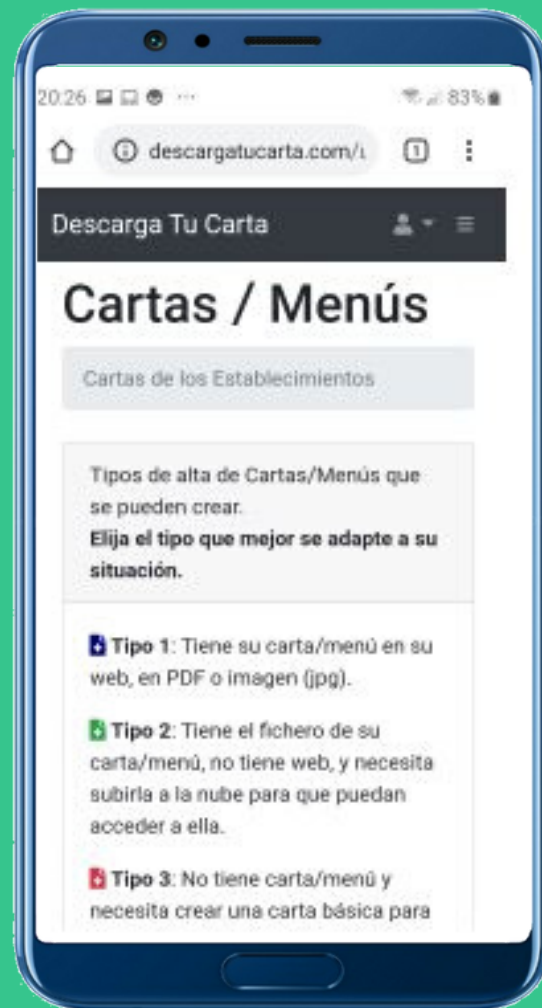 20:26 ... 83%
descargatucarta.com/u
1
Descarga Tu Carta
Cartas / Menús
Cartas de los Establecimientos
Tipos de alta de Cartas/Menús que
se pueden crear.
Elija el tipo que mejor se adapte a su
situación.
Tipo 1: Tiene su carta/menú en su
web, en PDF o imagen (jpg).
Tipo 2: Tiene el fichero de su
carta/menú, no tiene web, y necesita
subirla a la nube para que puedan
acceder a ella.
Tipo 3: No tiene carta/menú y
necesita crear una carta básica para